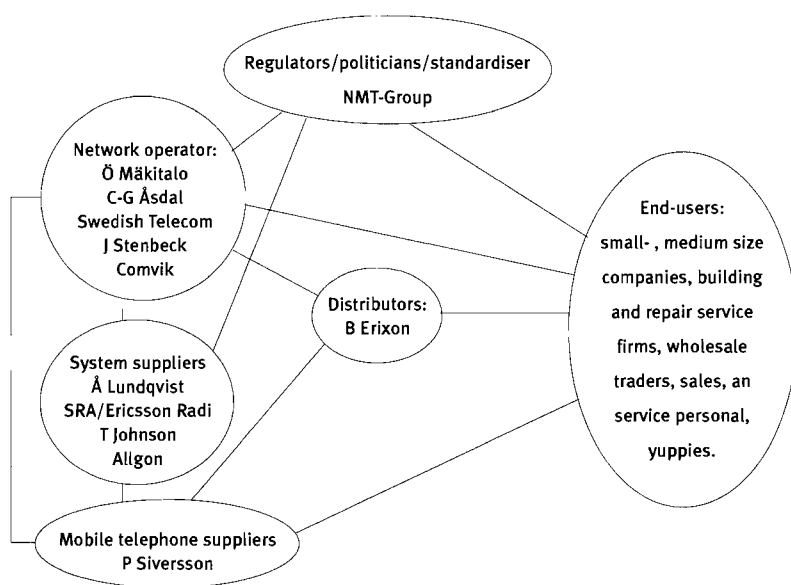 Regulators/politicians/standardiser
NMT-Group
Network operator:
Ö Mäkitalo
C-G Åsdal
Swedish Telecom
J Stenbeck
Comvik
End-users:
small- , medium size
companies, building
and repair service
firms, wholesale
traders, sales, an
service personal,
yuppies.
Distributors:
B Erixon
System suppliers
Å Lundqvist
SRA/Ericsson Radi
T Johnson
Allgon
Mobile telephone suppliers
P Siversson